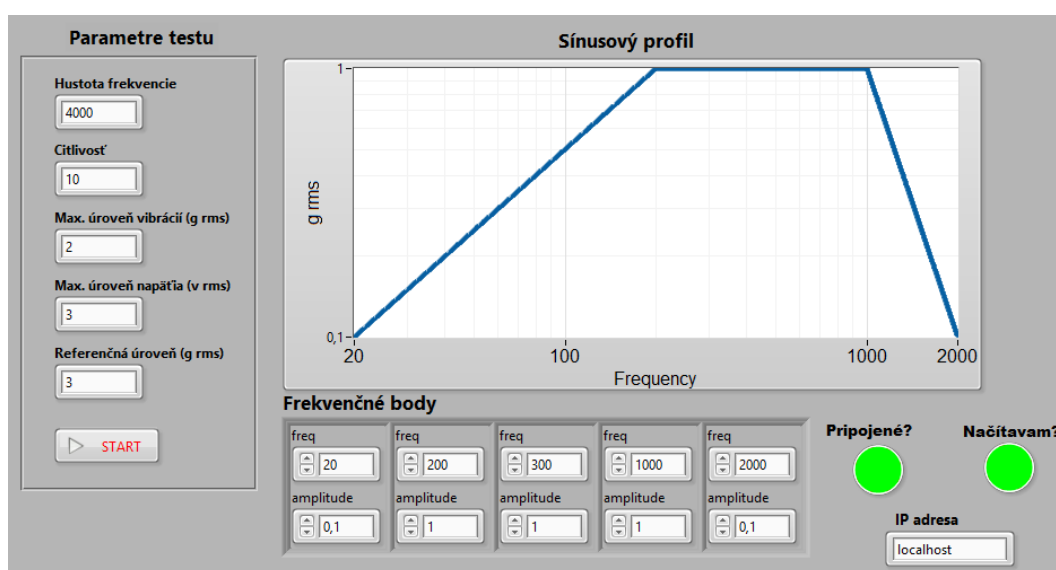 Parametre testu
Hustota frekvencie
4000
Citlivosť
10
Max. úroveň vibrácií (g rms)
2
Max. úroveň napäťia (v rms)
3
Referenčná úroveň (g rms)
3
START
Sínusový profil
1
g rms
0,1
20
100
1000
2000
Frequency
Frekvenčné body
freq freq freq freq freq
20 200 300 1000 2000
amplitude amplitude amplitude amplitude amplitude
0,1 1 1 1 0,1
Pripojené? Načítavam?
IP adresa
localhost